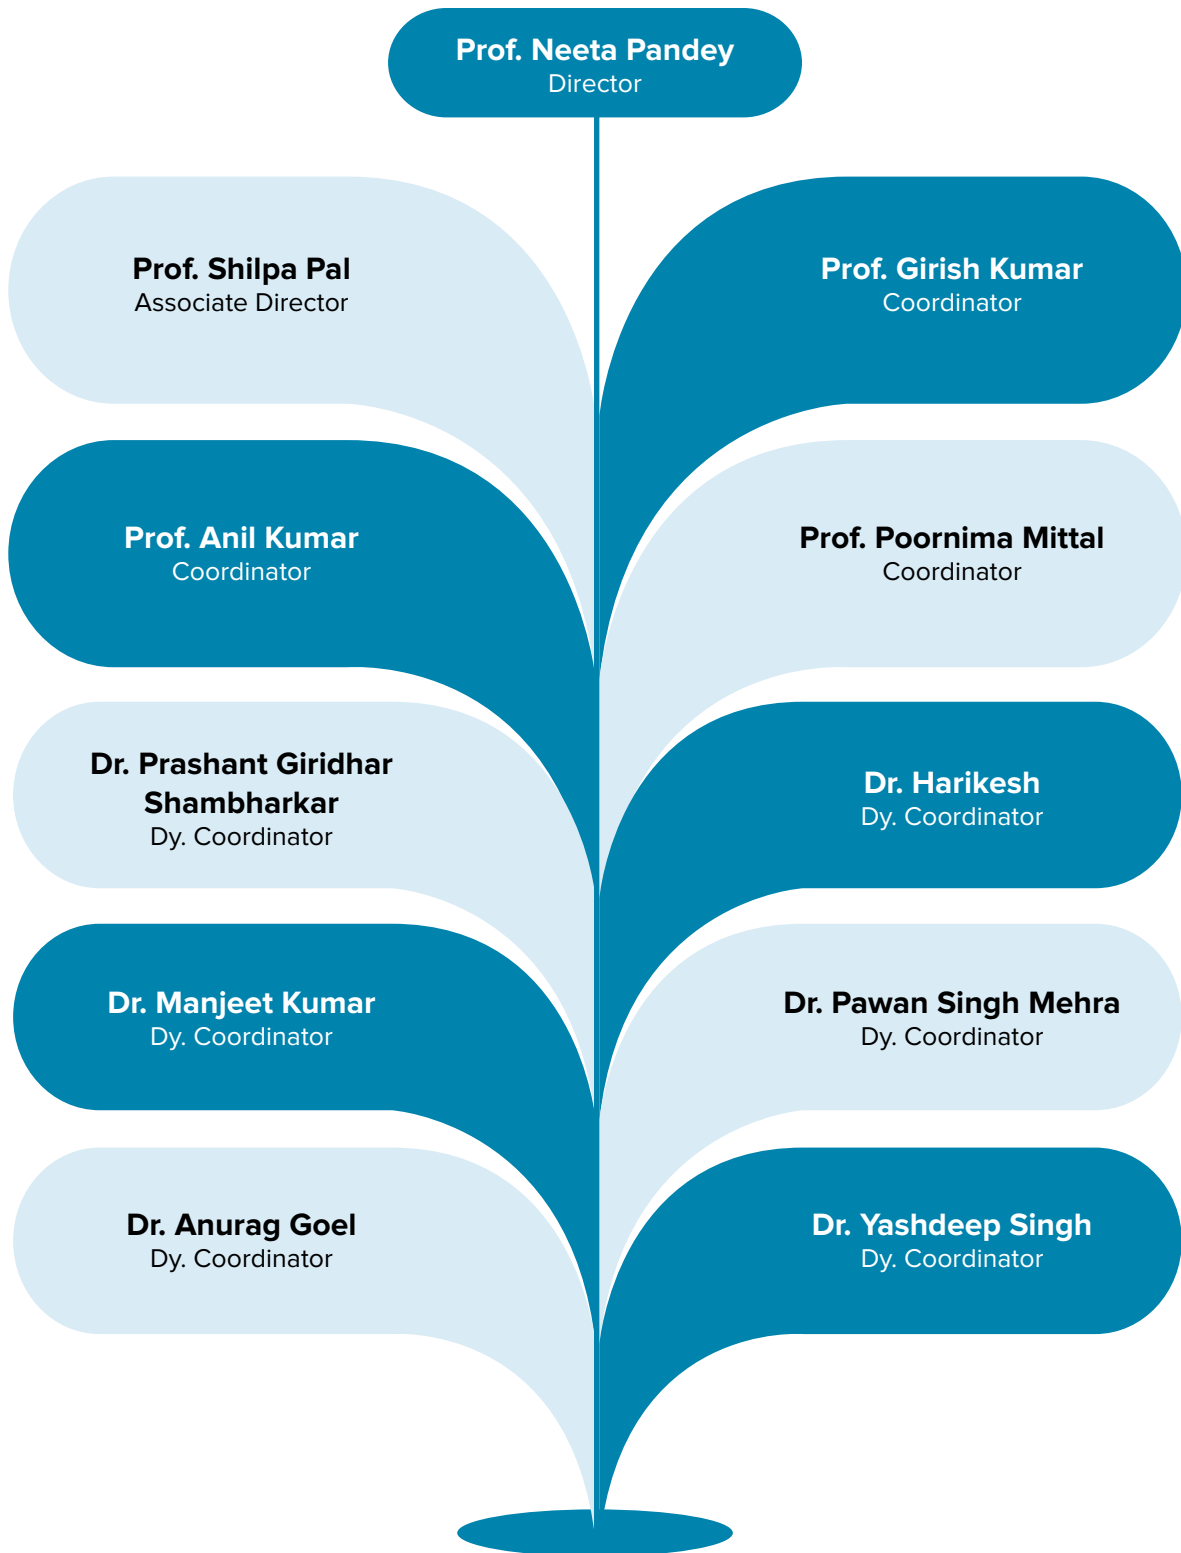 Prof. Neeta Pandey
Director
Prof. Shilpa Pal
Associate Director
Prof. Girish Kumar
Coordinator
Prof. Anil Kumar
Coordinator
Prof. Poornima Mittal
Coordinator
Dr. Prashant Giridhar
Shambharkar
Dy. Coordinator
Dr. Harikesh
Dy. Coordinator
Dr. Manjeet Kumar
Dy. Coordinator
Dr. Pawan Singh Mehra
Dy. Coordinator
Dr. Anurag Goel
Dy. Coordinator
Dr. Yashdeep Singh
Dy. Coordinator